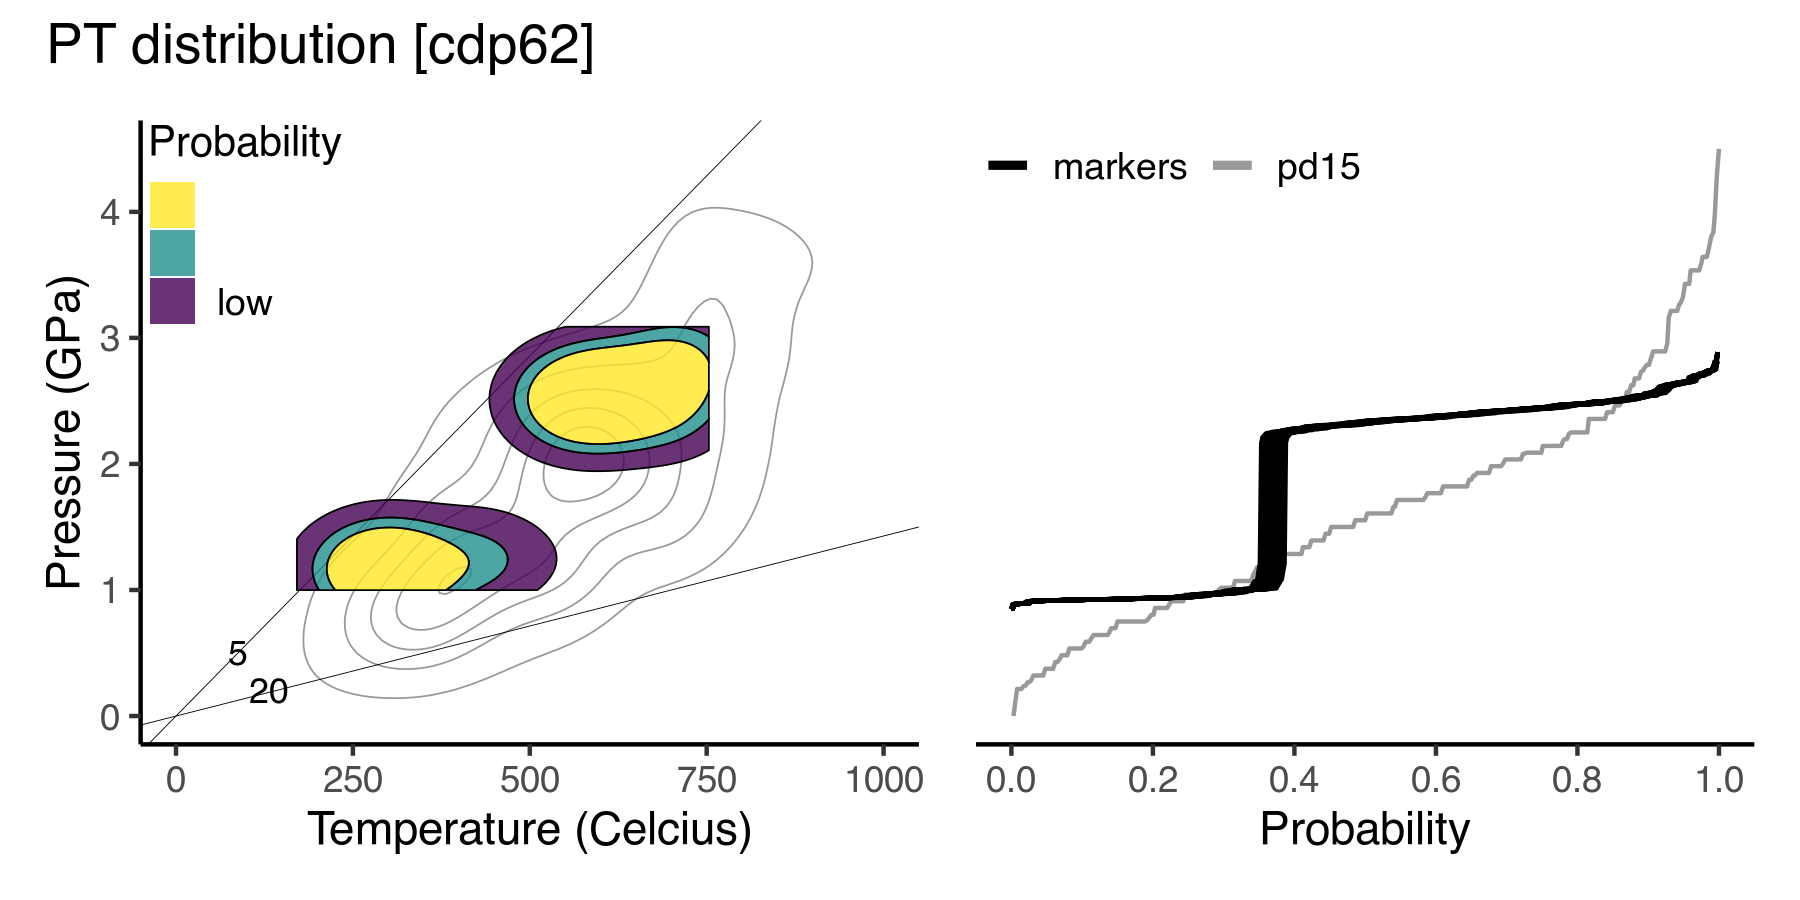 PT distribution [cdp62]
Probability
low
Pressure (GPa)
4
3
2
1
0
5
20
0 250 500 750 1000
Temperature (Celcius)
markers pd15
0.0 0.2 0.4 0.6 0.8 1.0
Probability